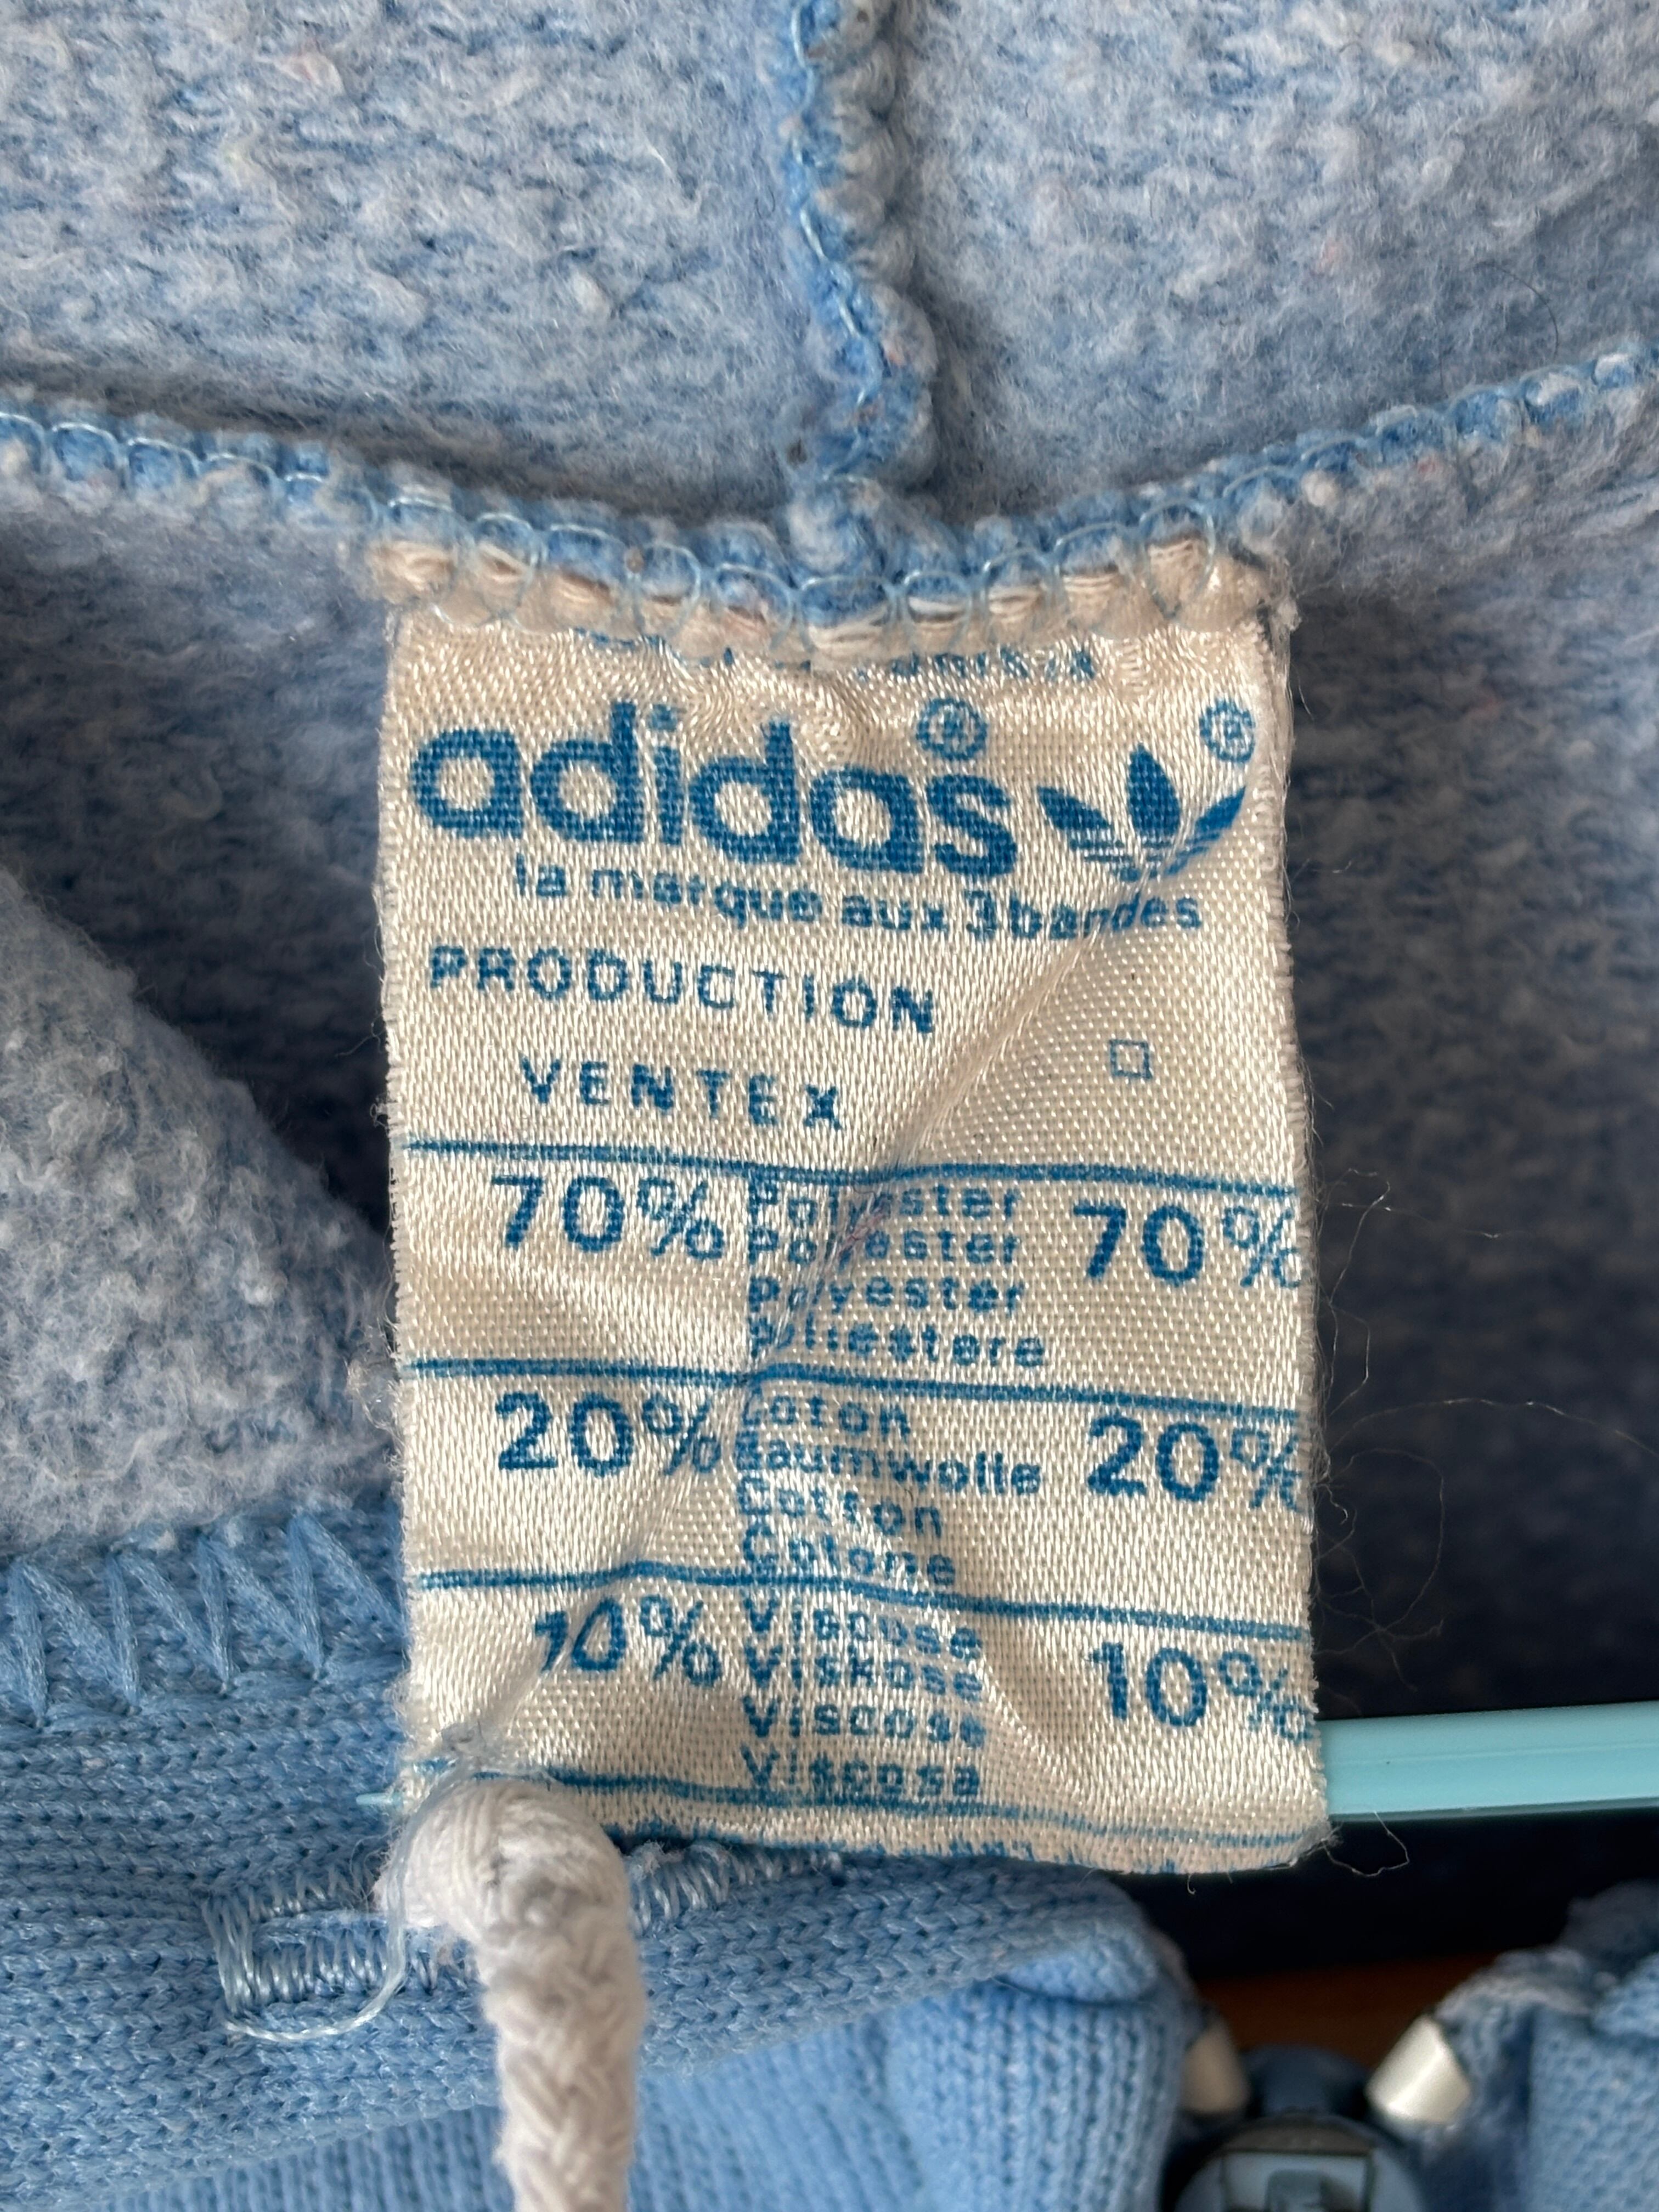 adidas ®
®
la marque aux 3 bandes
PRODUCTION
VENTEX
70% Polyester 70%
Polyester
Polyester
Poliestere
20% Coton 20%
Baumwolle
Cotton
Cotone
10% Viscose 10%
Viskose
Viscose
Viscosa